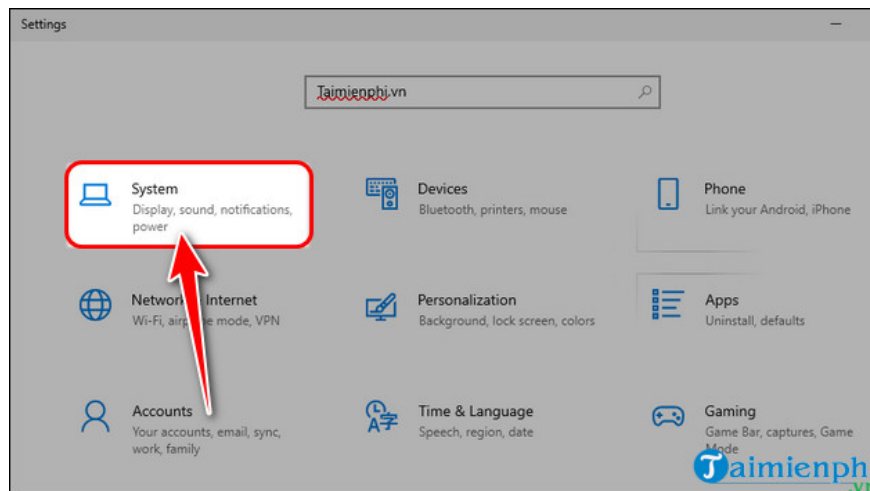 Settings
Taimienphi.vn
System
Display, sound, notifications,
power
Devices
Bluetooth, printers, mouse
Phone
Link your Android, iPhone
Network & Internet
Wi-Fi, airplane mode, VPN
Personalization
Background, lock screen, colors
Apps
Uninstall, defaults
Accounts
Your accounts, email, sync,
work, family
Time & Language
Speech, region, date
Gaming
Game Bar, captures, Game
Mode
Taimienph
.vn